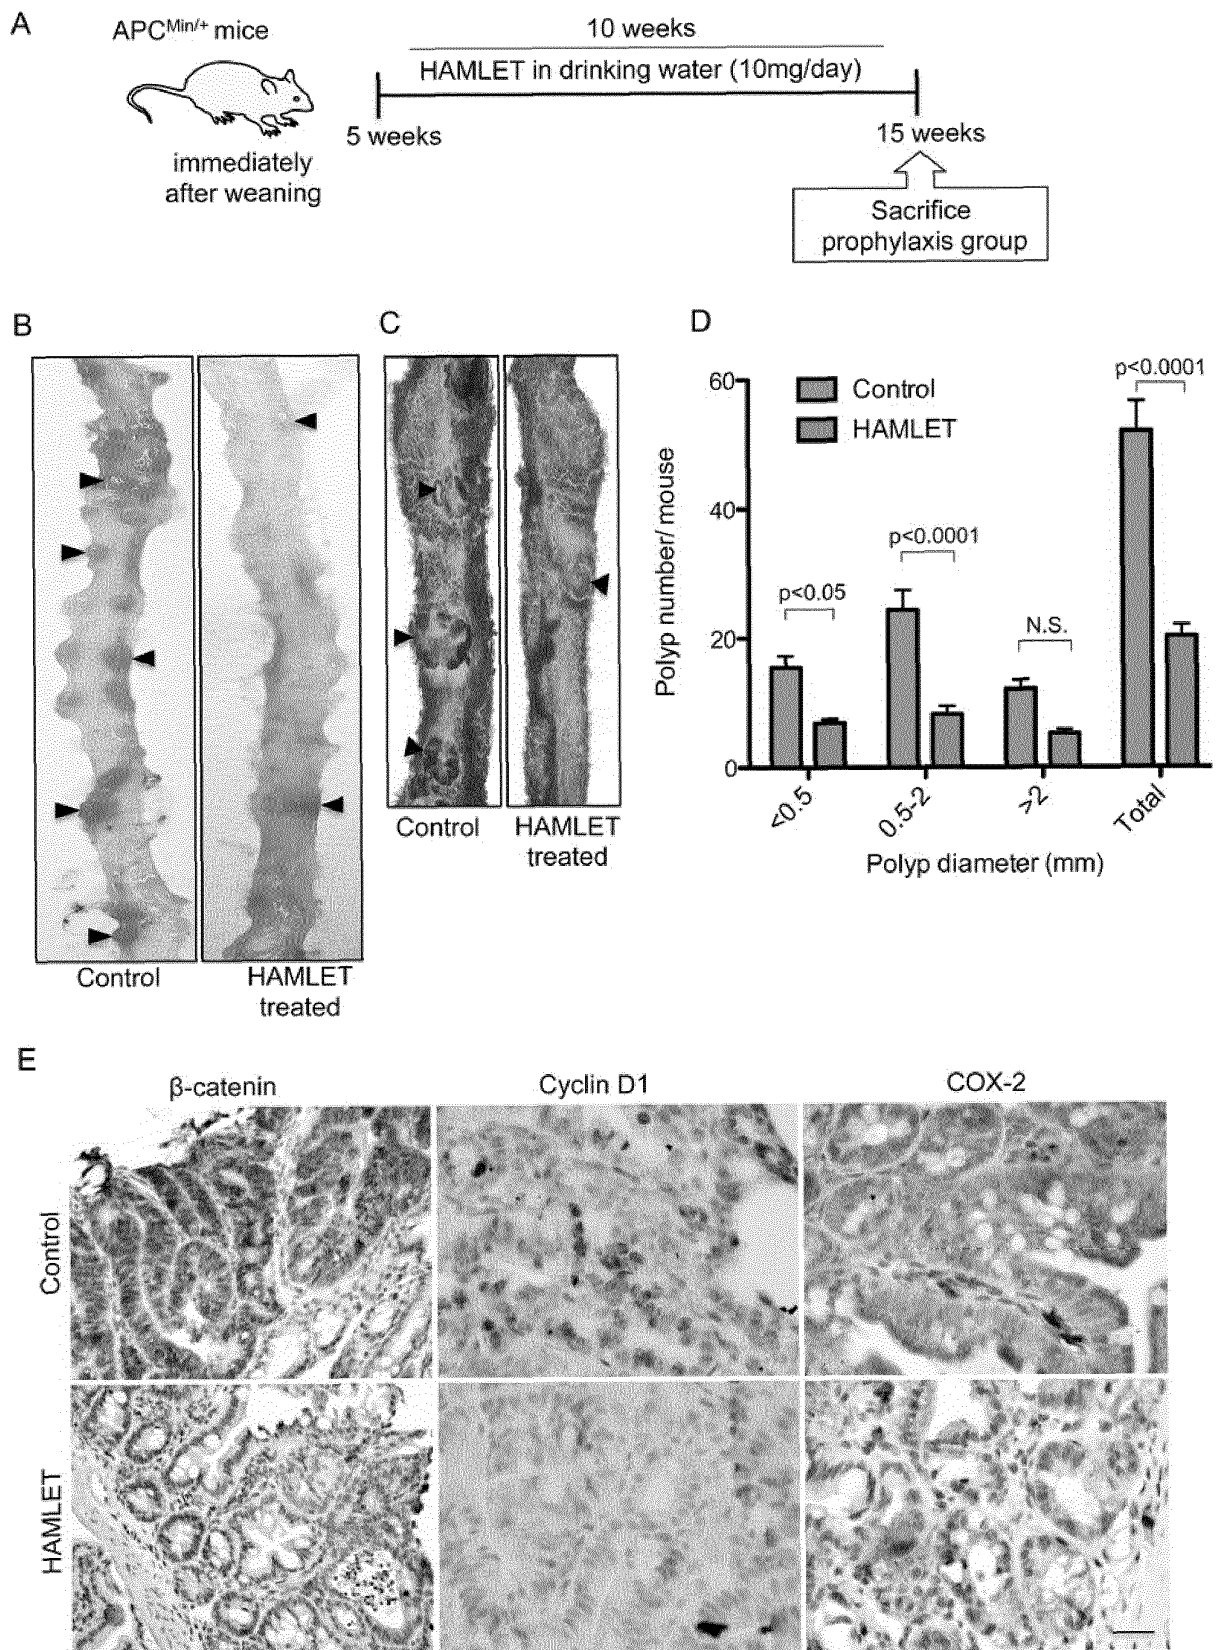 A
APC^Min/+ mice
10 weeks
HAMLET in drinking water (10mg/day)
5 weeks
15 weeks
immediately
after weaning
Sacrifice
prophylaxis group
B
Control
HAMLET
treated
C
Control
HAMLET
treated
D
Control
HAMLET
Polyp number/ mouse
60
40
20
0
p<0.05
p<0.0001
N.S.
p<0.0001
<0.5
0.5-2
>2
Total
Polyp diameter (mm)
E
β-catenin
Cyclin D1
COX-2
Control
HAMLET